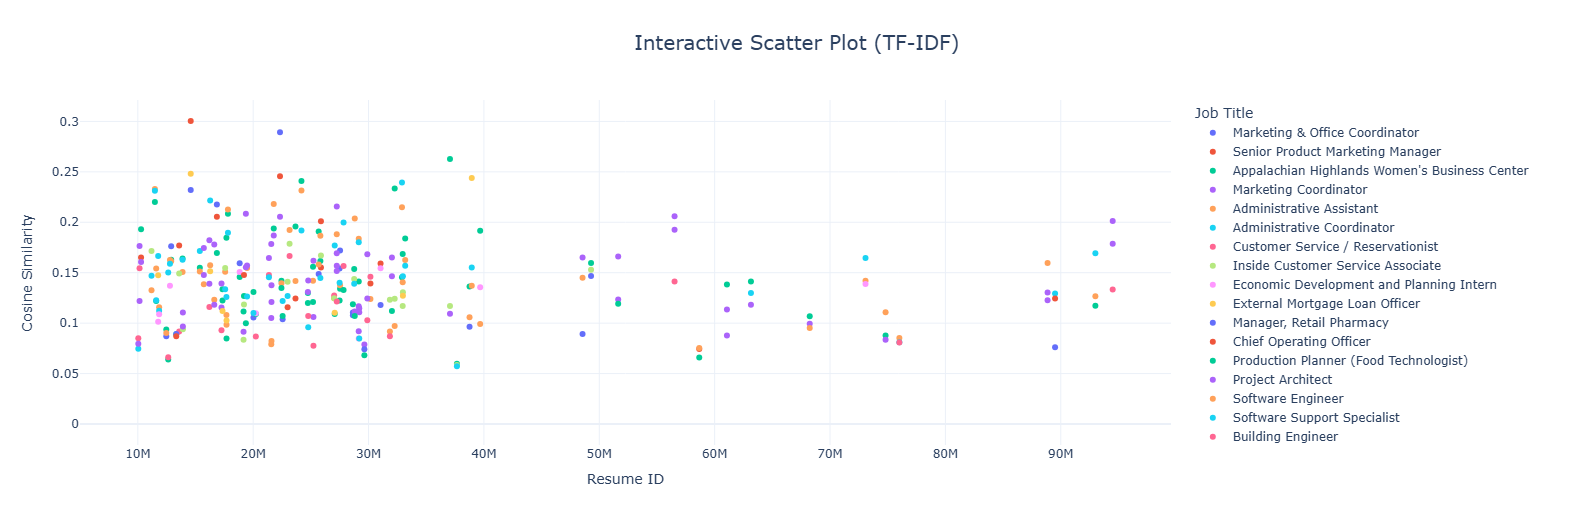 Interactive Scatter Plot (TF-IDF)
Cosine Similarity
0.3
0.25
0.2
0.15
0.1
0.05
0
10M
20M
30M
40M
50M
60M
70M
80M
90M
Resume ID
Job Title
Marketing & Office Coordinator
Senior Product Marketing Manager
Appalachian Highlands Women's Business Center
Marketing Coordinator
Administrative Assistant
Administrative Coordinator
Customer Service / Reservationist
Inside Customer Service Associate
Economic Development and Planning Intern
External Mortgage Loan Officer
Manager, Retail Pharmacy
Chief Operating Officer
Production Planner (Food Technologist)
Project Architect
Software Engineer
Software Support Specialist
Building Engineer